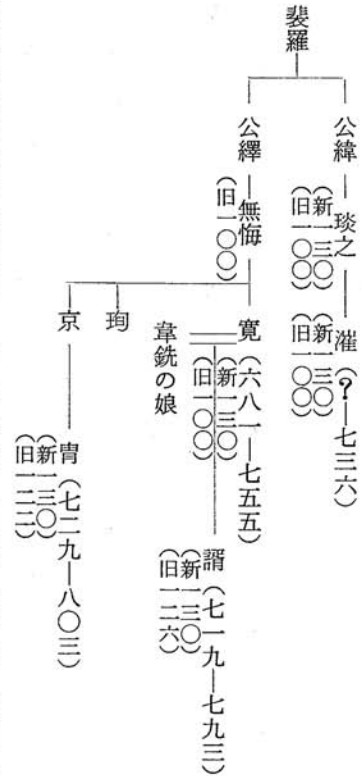 裴羅
公緯
琰之
（新一三〇）
（旧一〇〇）
漼（？—七三六）
（新一三〇）
（旧一〇〇）
公繹
無悔
（旧一〇〇）
寛（六八一—七五五）
（新一三〇）
（旧一〇〇）
韋銑の娘
諝（七一九—七九三）
（新一三〇）
（旧一二六）
珣
京
冑（七二九—八〇三）
（新一三〇）
（旧一二二）